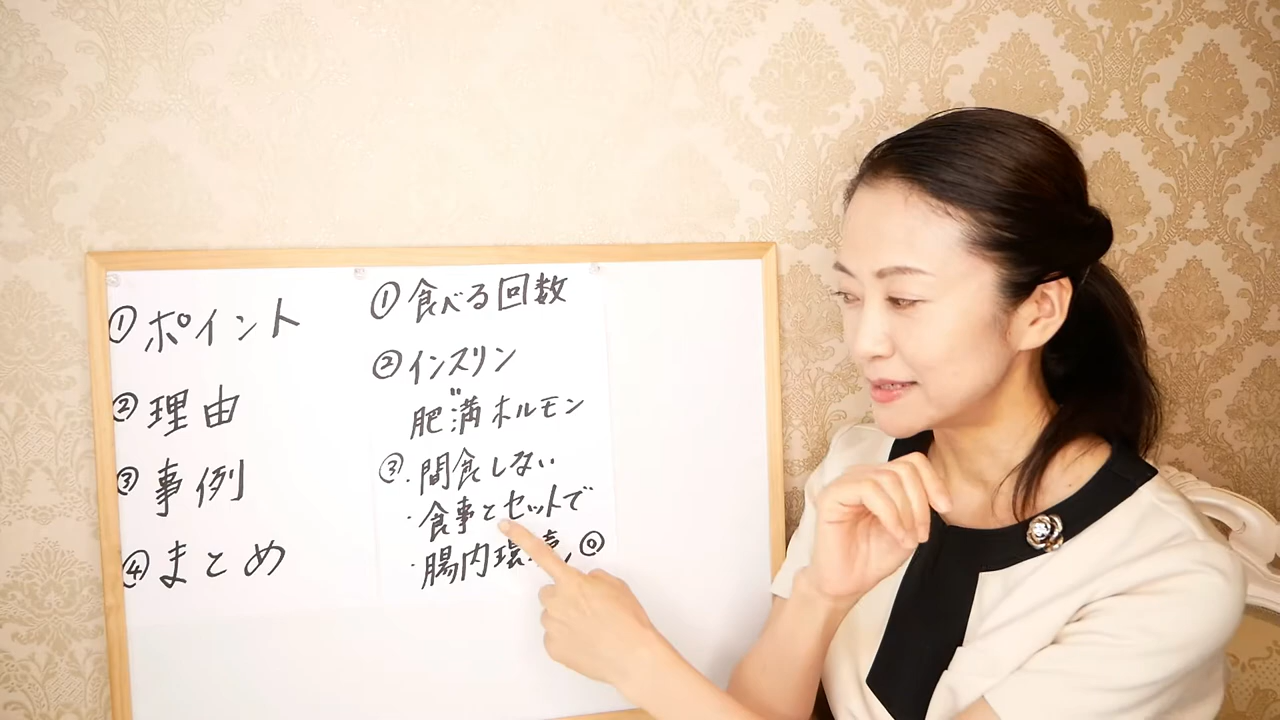 ① ポイント
② 理由
③ 事例
④ まとめ
① 食べる回数
② インスリン
肥満ホルモン
③ ・間食しない
・食事とセットで
・腸内環境 ◎